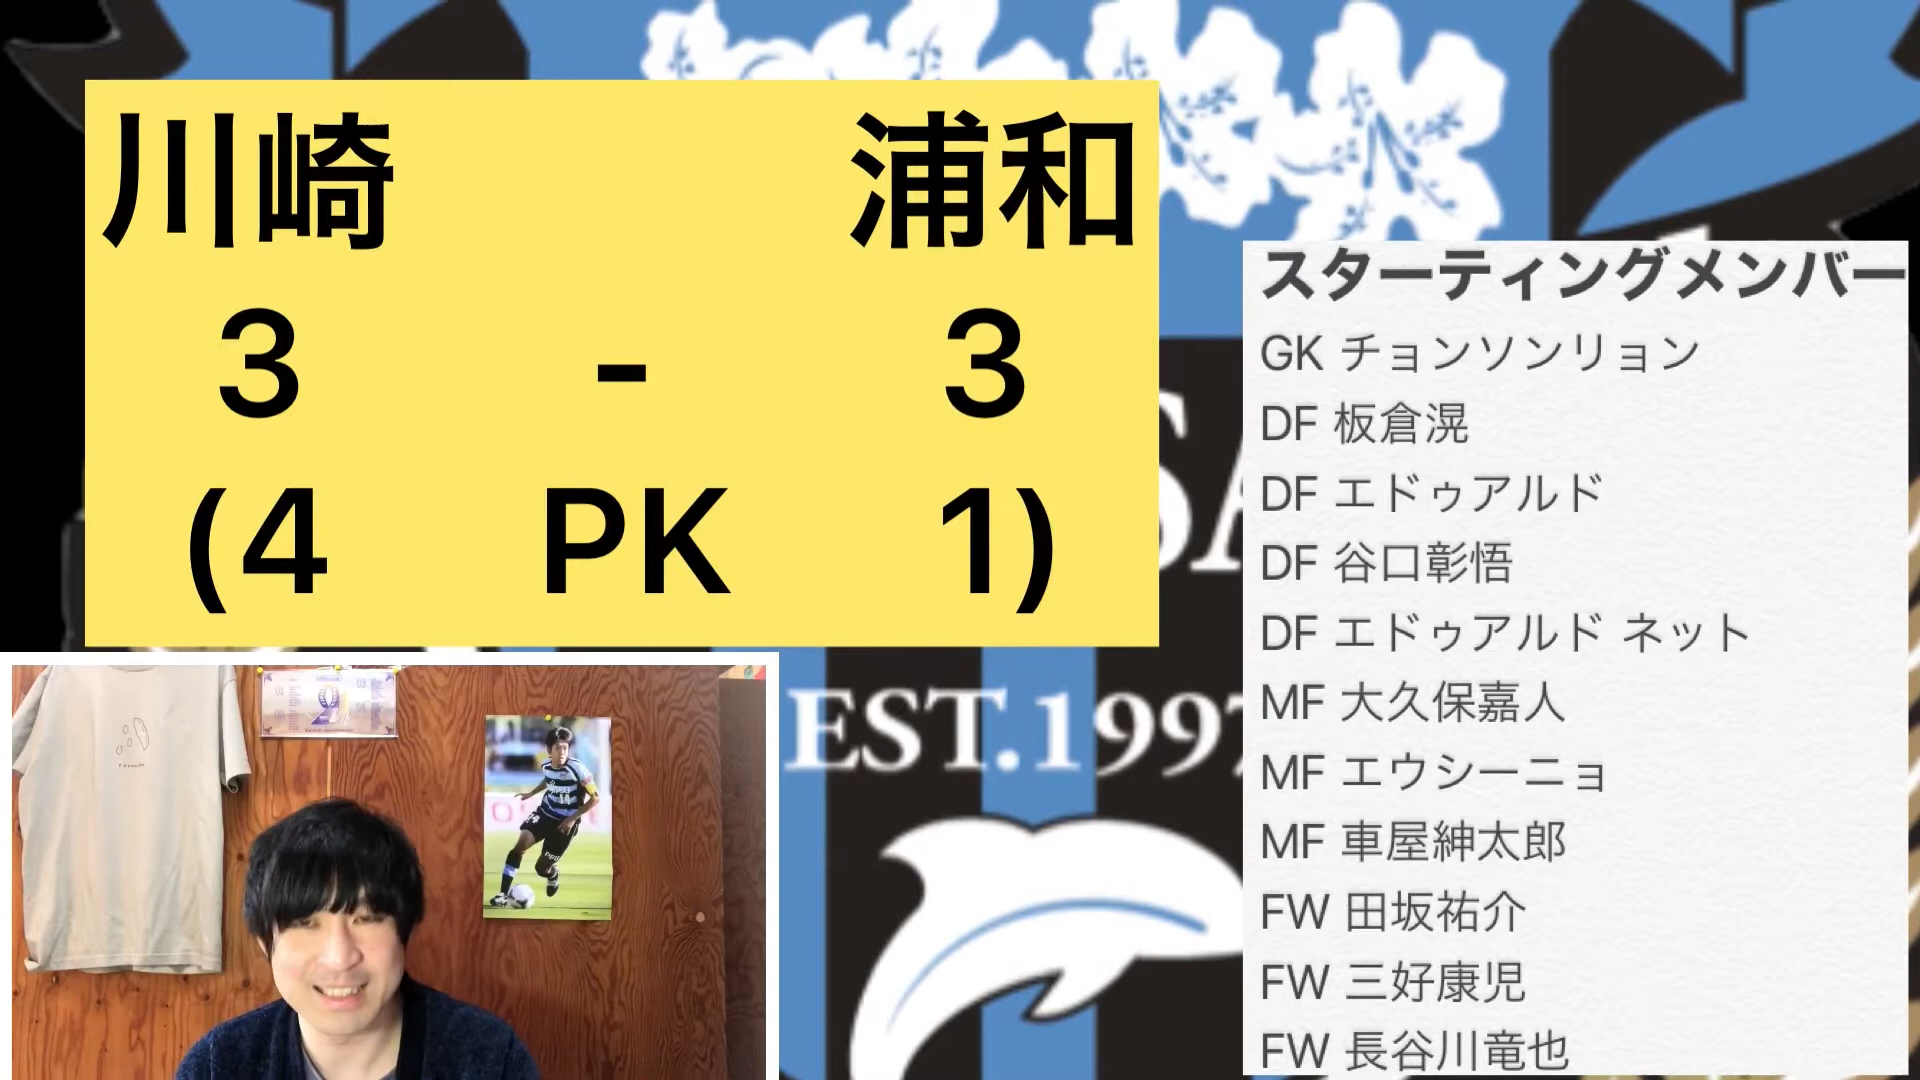 川崎 浦和
3 - 3
(4 PK 1)
スターティングメンバー
GK チョンソンリョン
DF 板倉滉
DF エドゥアルド
DF 谷口彰悟
DF エドゥアルド ネット
MF 大久保嘉人
MF エウシーニョ
MF 車屋紳太郎
FW 田坂祐介
FW 三好康児
FW 長谷川竜也
EST.1997
14